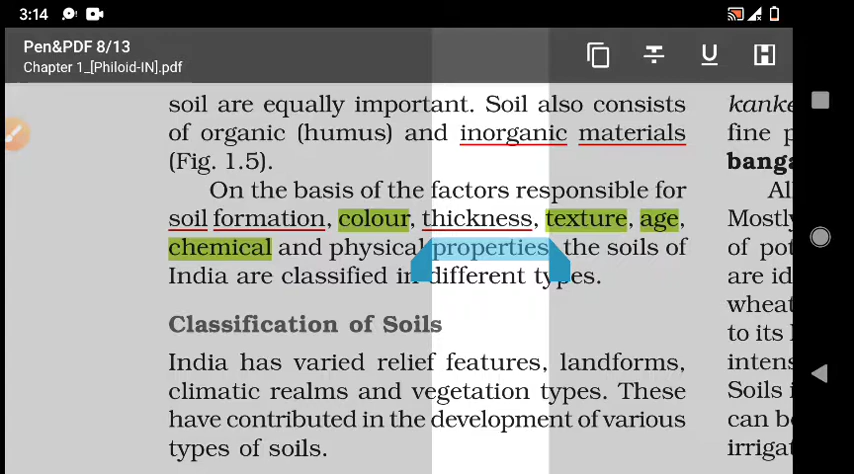 3:14
Pen&PDF 8/13
Chapter 1_[Philoid-IN].pdf
soil are equally important. Soil also consists
of organic (humus) and inorganic materials
(Fig. 1.5).
On the basis of the factors responsible for
soil formation, colour, thickness, texture, age,
chemical and physical properties, the soils of
India are classified in different types.
Classification of Soils
India has varied relief features, landforms,
climatic realms and vegetation types. These
have contributed in the development of various
types of soils.
kanke
fine p
banga
Al
Mostly
of pot
are id
wheat
to its
intens
Soils i
can be
irrigat